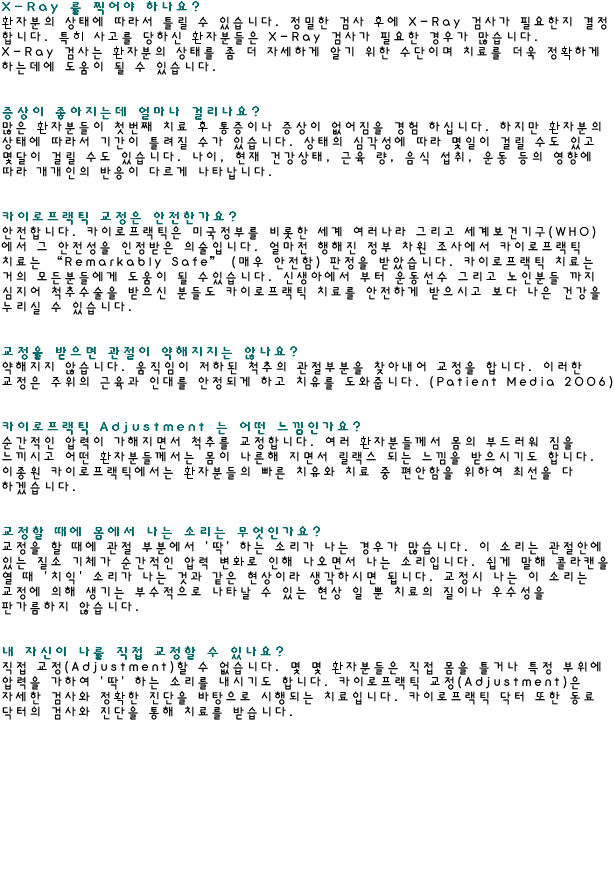 X-Ray 를 찍어야 하나요?
환자분의 상태에 따라서 틀릴 수 있습니다. 정밀한 검사 후에 X-Ray 검사가 필요한지 결정
합니다. 특히 사고를 당하신 환자분들은 X-Ray 검사가 필요한 경우가 많습니다.
X-Ray 검사는 환자분의 상태를 좀 더 자세하게 알기 위한 수단이며 치료를 더욱 정확하게
하는데에 도움이 될 수 있습니다.
증상이 좋아지는데 얼마나 걸리나요?
많은 환자분들이 첫번째 치료 후 통증이나 증상이 없어짐을 경험 하십니다. 하지만 환자분의
상태에 따라서 기간이 틀려질 수가 있습니다. 상태의 심각성에 따라 몇일이 걸릴 수도 있고
몇달이 걸릴 수도 있습니다. 나이, 현재 건강상태, 근육 량, 음식 섭취, 운동 등의 영향에
따라 개개인의 반응이 다르게 나타납니다.
카이로프랙틱 교정은 안전한가요?
안전합니다. 카이로프랙틱은 미국정부를 비롯한 세계 여러나라 그리고 세계보건기구(WHO)
에서 그 안전성을 인정받은 의술입니다. 얼마전 행해진 정부 차원 조사에서 카이로프랙틱
치료는 “Remarkably Safe” (매우 안전함) 판정을 받았습니다. 카이로프랙틱 치료는
거의 모든분들에게 도움이 될 수있습니다. 신생아에서 부터 운동선수 그리고 노인분들 까지
심지어 척추수술을 받으신 분들도 카이로프랙틱 치료를 안전하게 받으시고 보다 나은 건강을
누리실 수 있습니다.
교정을 받으면 관절이 약해지지는 않나요?
약해지지 않습니다. 움직임이 저하된 척추의 관절부분을 찾아내어 교정을 합니다. 이러한
교정은 주위의 근육과 인대를 안정되게 하고 치유를 도와줍니다. (Patient Media 2006)
카이로프랙틱 Adjustment 는 어떤 느낌인가요?
순간적인 압력이 가해지면서 척추를 교정합니다. 여러 환자분들께서 몸의 부드러워 짐을
느끼시고 어떤 환자분들께서는 몸이 나른해 지면서 릴랙스 되는 느낌을 받으시기도 합니다.
이종원 카이로프랙틱에서는 환자분들의 빠른 치유와 치료 중 편안함을 위하여 최선을 다
하겠습니다.
교정할 때에 몸에서 나는 소리는 무엇인가요?
교정을 할 때에 관절 부분에서 '딱' 하는 소리가 나는 경우가 많습니다. 이 소리는 관절안에
있는 질소 기체가 순간적인 압력 변화로 인해 나오면서 나는 소리입니다. 쉽게 말해 콜라캔을
열 때 '치익' 소리가 나는 것과 같은 현상이라 생각하시면 됩니다. 교정시 나는 이 소리는
교정에 의해 생기는 부수적으로 나타날 수 있는 현상 일 뿐 치료의 질이나 우수성을
판가름하지 않습니다.
내 자신이 나를 직접 교정할 수 있나요?
직접 교정(Adjustment)할 수 없습니다. 몇 몇 환자분들은 직접 몸을 틀거나 특정 부위에
압력을 가하여 '딱' 하는 소리를 내시기도 합니다. 카이로프랙틱 교정(Adjustment)은
자세한 검사와 정확한 진단을 바탕으로 시행되는 치료입니다. 카이로프랙틱 닥터 또한 동료
닥터의 검사와 진단을 통해 치료를 받습니다.